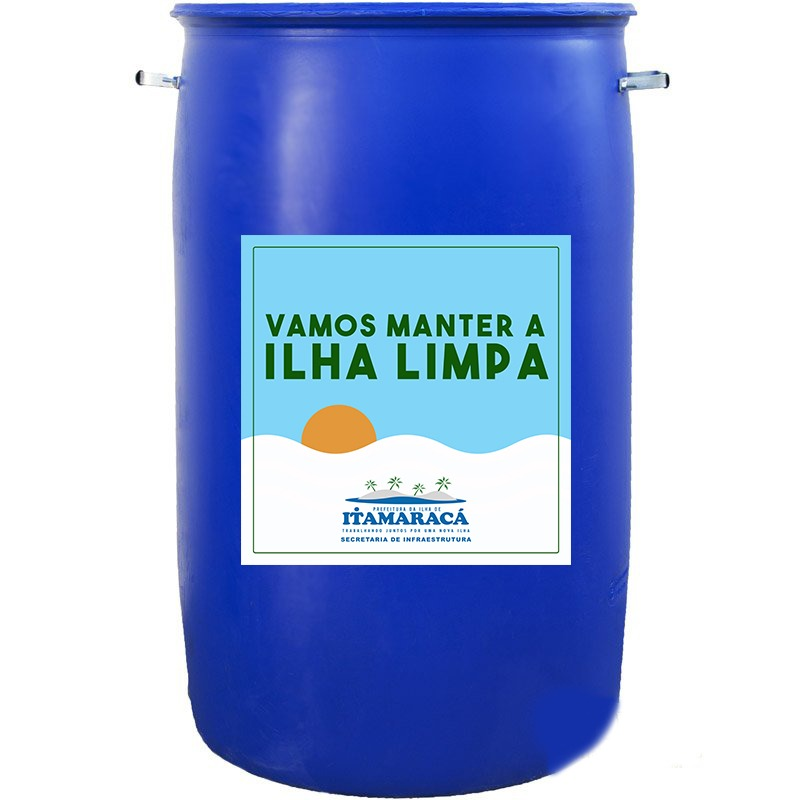 VAMOS MANTER A
ILHA LIMPA
PREFEITURA DA ILHA DE
ITAMARACÁ
TRABALHANDO JUNTOS POR UMA NOVA ILHA
SECRETARIA DE INFRAESTRUTURA